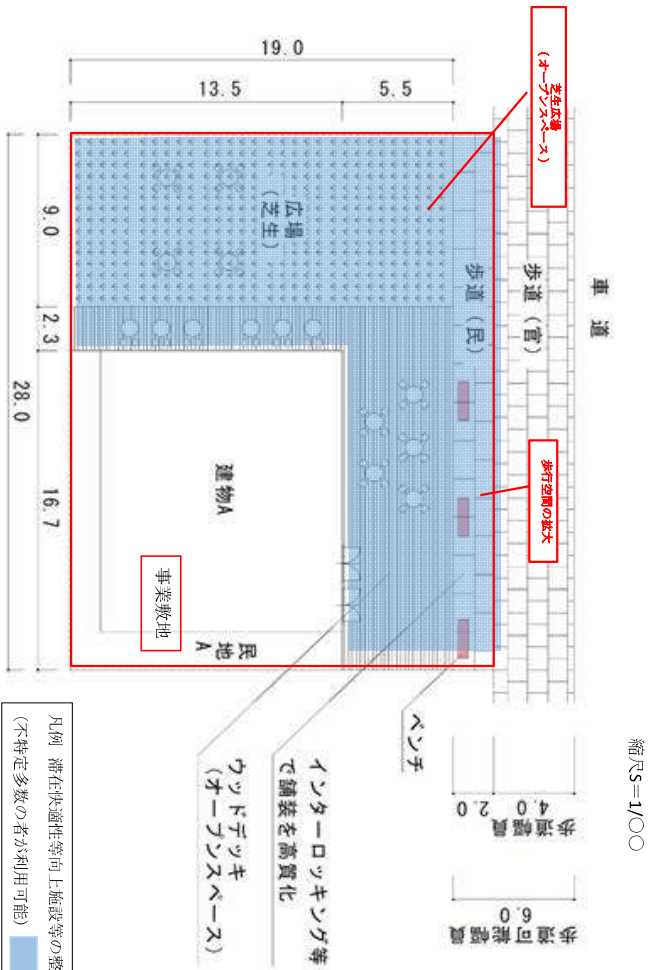 縮尺S＝1/〇〇
車 道
歩道（官）
歩道（民）
芝生広場
（オープンスペース）
歩行空間の拡大
広場
（芝生）
建物A
事業敷地
民地
A
19.0
13.5
5.5
9.0
2.3
16.7
28.0
2.0
4.0
歩道幅員
6.0
歩道可能幅員
ベンチ
インターロッキング等
で舗装を高質化
ウッドデッキ
（オープンスペース）
凡例 滞在快適性等向上施設等の整
（不特定多数の者が利用可能）